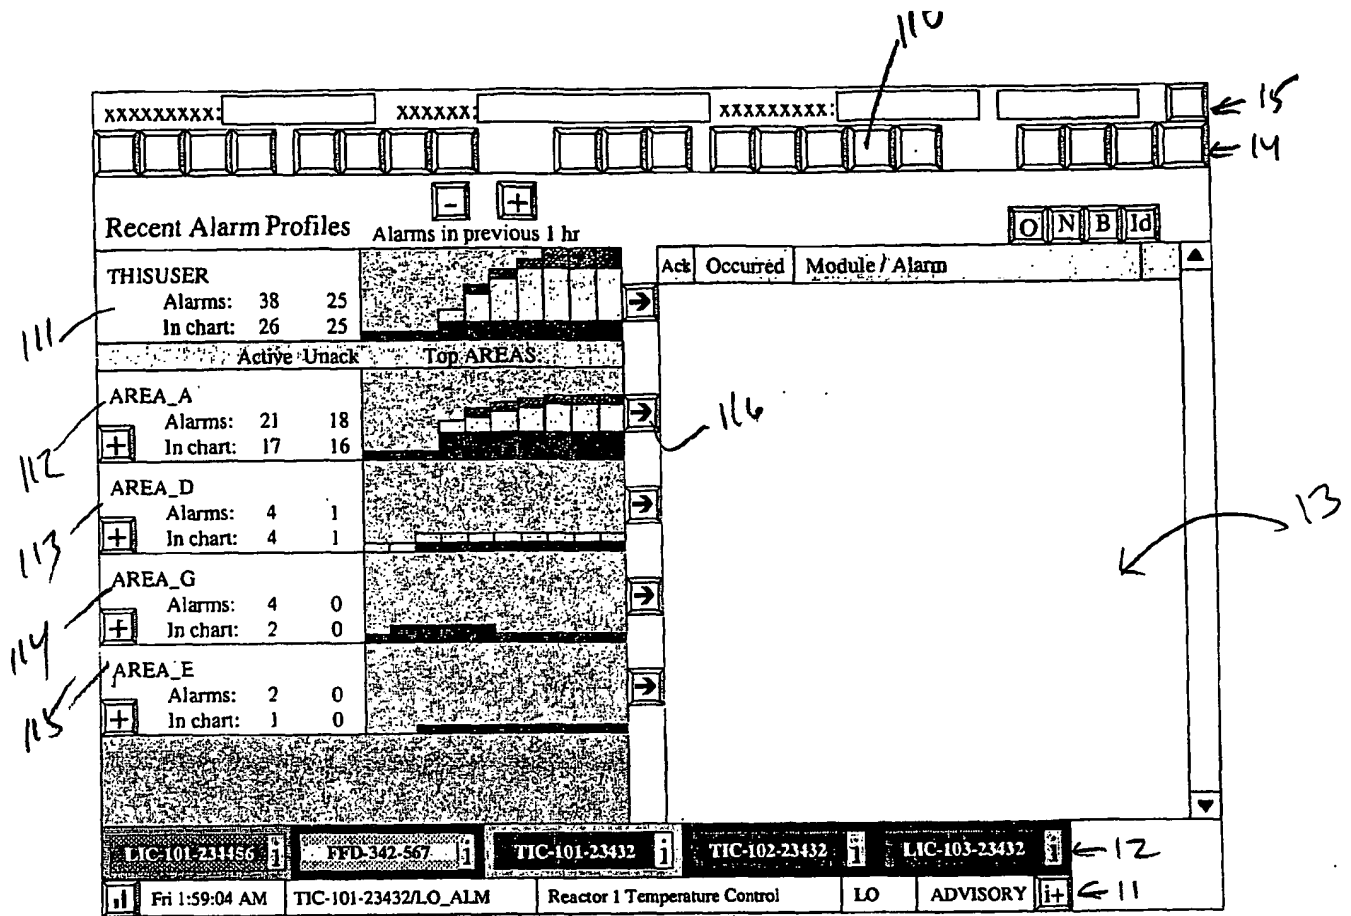 110
xxxxxxxxx: xxxxxx: xxxxxxxxx: 15
14
- +
Recent Alarm Profiles Alarms in previous 1 hr O N B Id
Ack Occurred Module / Alarm
THISUSER
Alarms: 38 25
In chart: 26 25
111
Active Unack Top AREAS
AREA_A
Alarms: 21 18
+ In chart: 17 16
112
116
AREA_D
Alarms: 4 1
+ In chart: 4 1
113
13
AREA_G
Alarms: 4 0
+ In chart: 2 0
114
AREA_E
Alarms: 2 0
+ In chart: 1 0
115
LIC-101-234456 i FFD-342-567 i TIC-101-23432 i TIC-102-23432 i LIC-103-23432 i 12
Fri 1:59:04 AM TIC-101-23432/LO_ALM Reactor 1 Temperature Control LO ADVISORY i+ 11